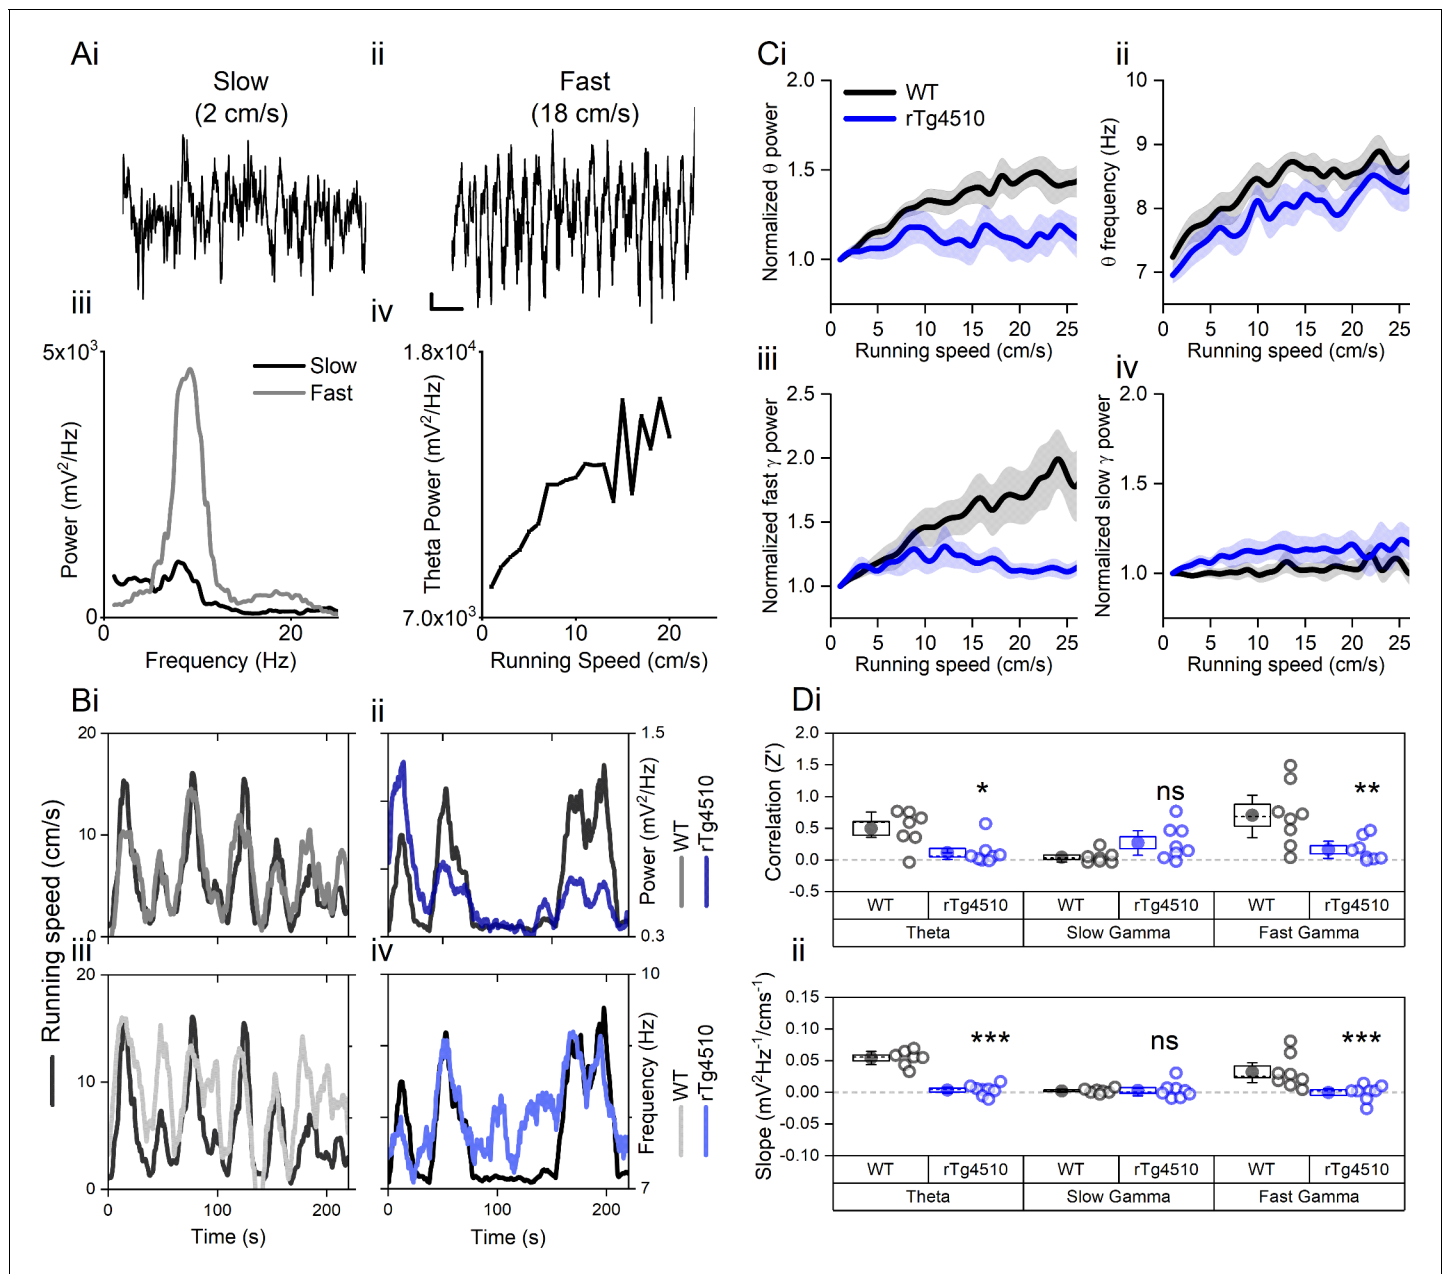 Ai
Slow
(2 cm/s)
ii
Fast
(18 cm/s)
iii
5x10³
0
Power (mV²/Hz)
Slow
Fast
0
20
Frequency (Hz)
iv
1.8x10⁴
7.0x10³
Theta Power (mV²/Hz)
0
10
20
Running Speed (cm/s)
Bi
20
10
0
Running speed (cm/s)
ii
1.5
0.3
Power (mV²/Hz)
WT
rTg4510
iii
20
10
0
0
100
200
Time (s)
iv
10
7
Frequency (Hz)
WT
rTg4510
0
100
200
Time (s)
Ci
2.0
1.5
1.0
Normalized θ power
WT
rTg4510
0 5 10 15 20 25
Running speed (cm/s)
ii
10
9
8
7
θ frequency (Hz)
0 5 10 15 20 25
Running speed (cm/s)
iii
2.5
2.0
1.5
1.0
Normalized fast γ power
0 5 10 15 20 25
Running speed (cm/s)
iv
2.0
1.5
1.0
Normalized slow γ power
0 5 10 15 20 25
Running speed (cm/s)
Di
2.0
1.5
1.0
0.5
0.0
-0.5
Correlation (Z')
*
ns
**
WT rTg4510 WT rTg4510 WT rTg4510
Theta Slow Gamma Fast Gamma
ii
0.15
0.10
0.05
0.00
-0.05
-0.10
Slope (mV²Hz⁻¹/cms⁻¹)
***
ns
***
WT rTg4510 WT rTg4510 WT rTg4510
Theta Slow Gamma Fast Gamma